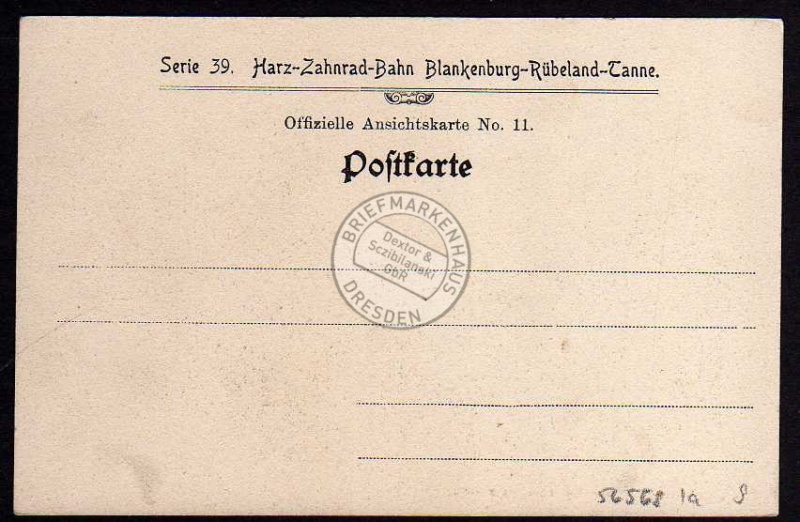 Serie 39. Harz-Zahnrad-Bahn Blankenburg-Rübeland-Tanne.
Offizielle Ansichtskarte No. 11.
Poſtkarte
BRIEFMARKENHAUS
Dextor &
Sczibilanski
GbR
DRESDEN
56568 1a